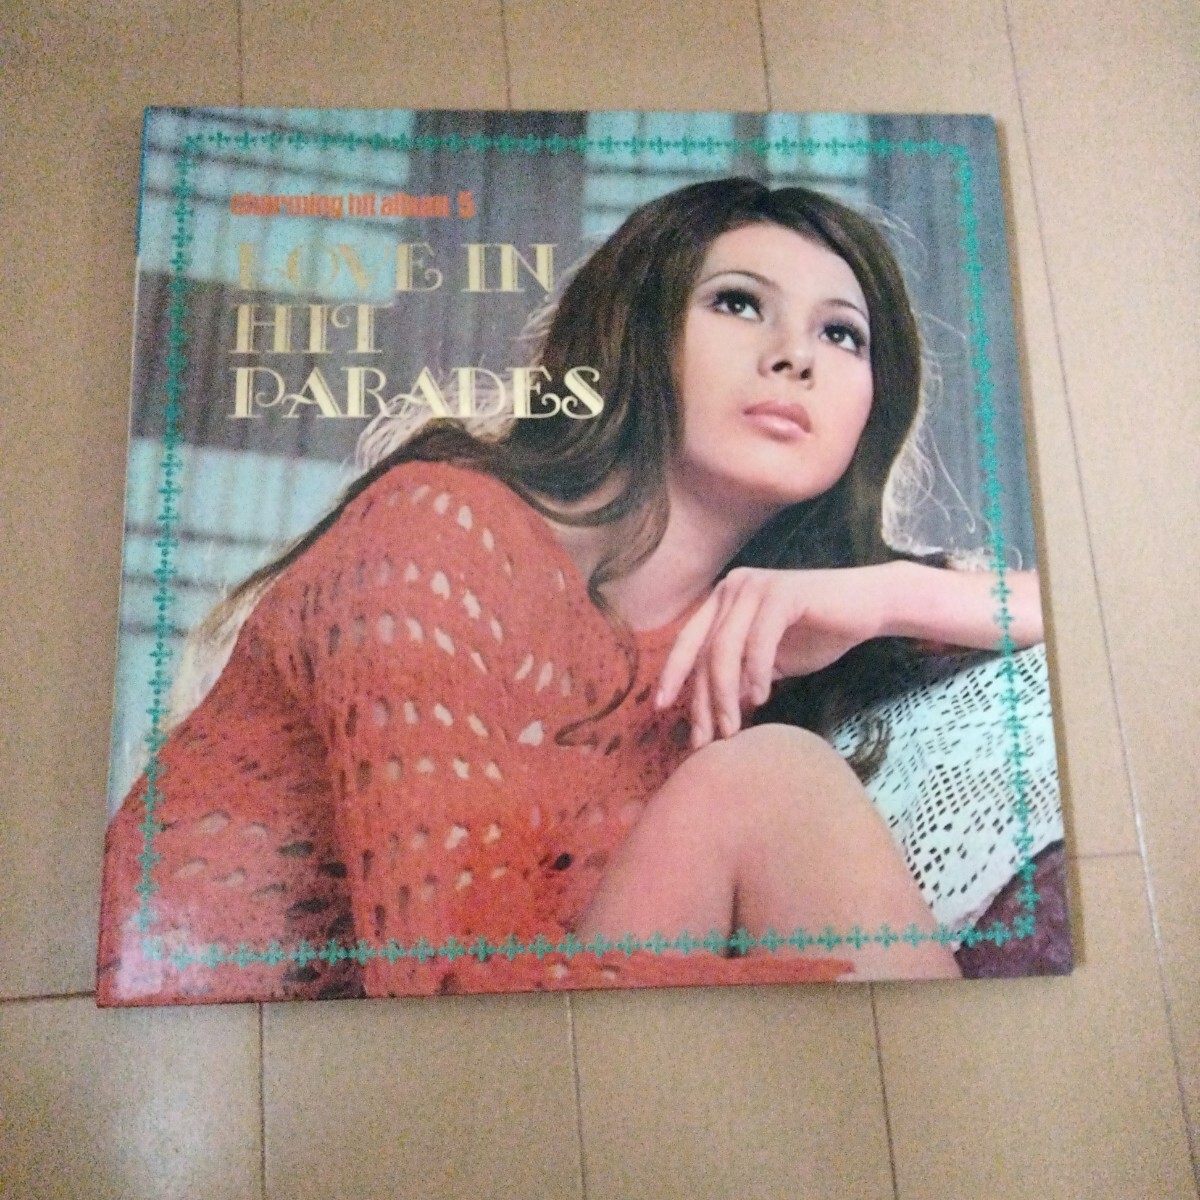 charming hit album 5
LOVE IN
HIT
PARADES